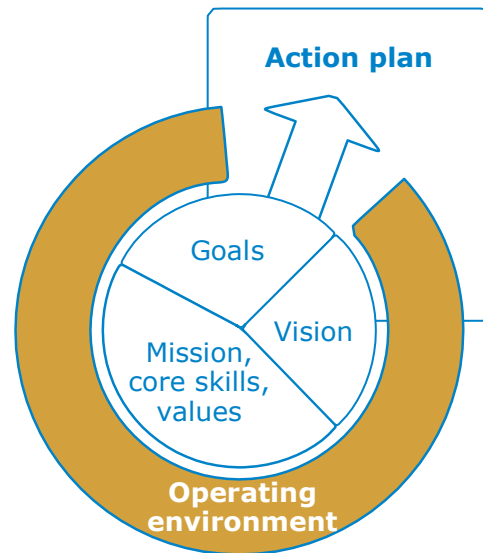 Action plan
Goals
Vision
Mission,
core skills,
values
Operating
environment